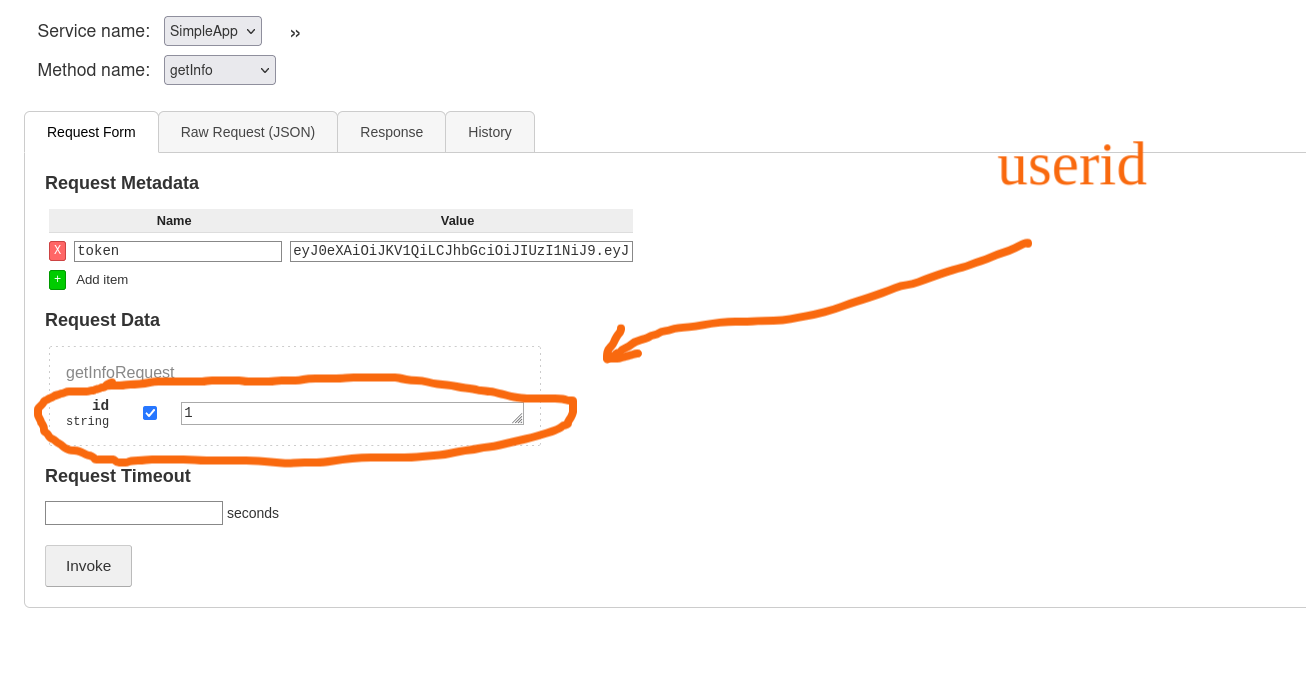 Service name: SimpleApp »
Method name: getInfo
Request Form Raw Request (JSON) Response History
userid
Request Metadata
Name Value
X token eyJ0eXAiOiJKV1QiLCJhbGciOiJIUzI1NiJ9.eyJ
+ Add item
Request Data
getInfoRequest
id 1
string
Request Timeout
seconds
Invoke